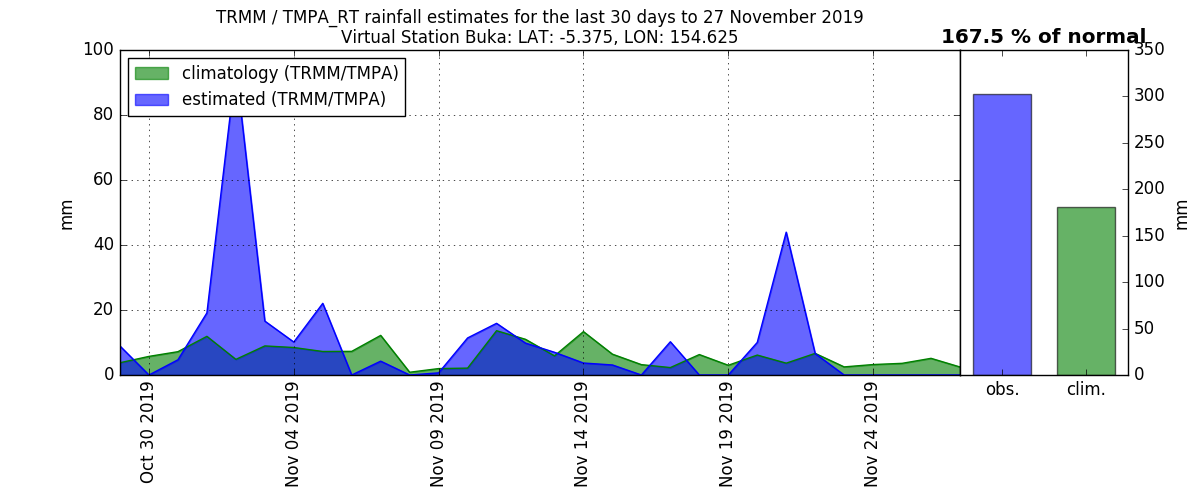 TRMM / TMPA_RT rainfall estimates for the last 30 days to 27 November 2019
Virtual Station Buka: LAT: -5.375, LON: 154.625
167.5 % of normal
climatology (TRMM/TMPA)
estimated (TRMM/TMPA)
100
80
60
40
20
0
mm
Oct 30 2019
Nov 04 2019
Nov 09 2019
Nov 14 2019
Nov 19 2019
Nov 24 2019
350
300
250
200
150
100
50
0
mm
obs.
clim.